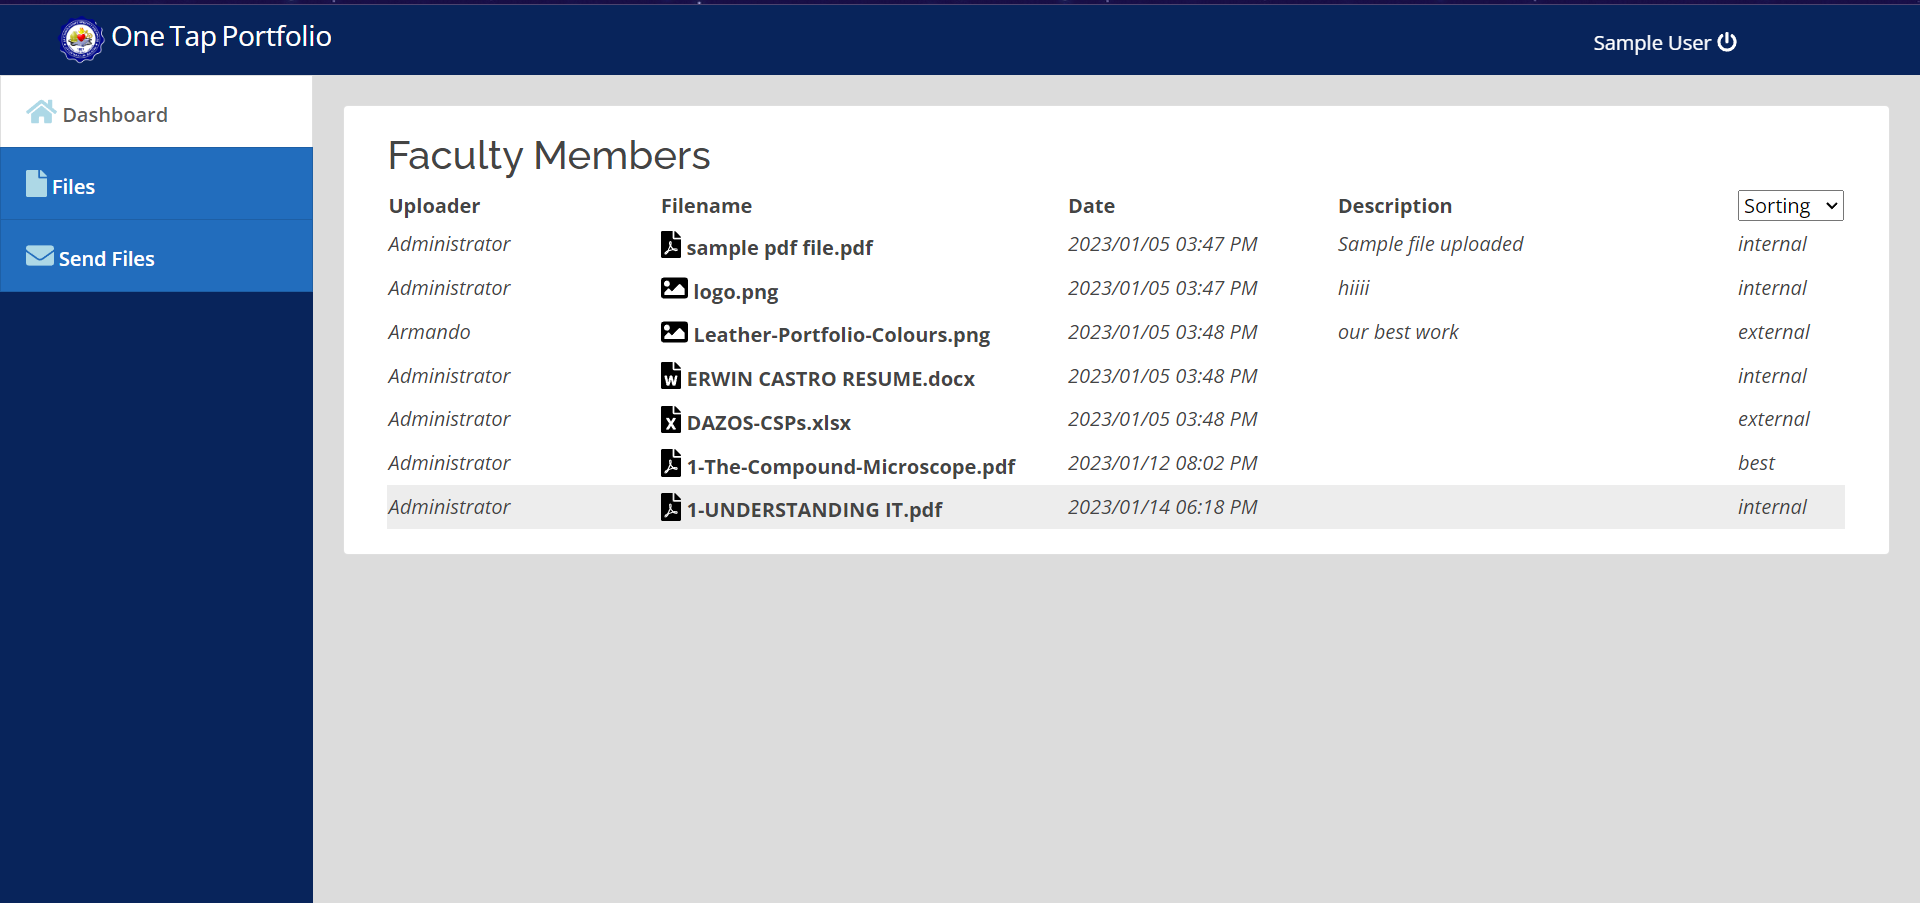 One Tap Portfolio
Sample User
Dashboard
Files
Send Files
Faculty Members
Uploader Filename Date Description Sorting
Administrator sample pdf file.pdf 2023/01/05 03:47 PM Sample file uploaded internal
Administrator logo.png 2023/01/05 03:47 PM hiiii internal
Armando Leather-Portfolio-Colours.png 2023/01/05 03:48 PM our best work external
Administrator ERWIN CASTRO RESUME.docx 2023/01/05 03:48 PM internal
Administrator DAZOS-CSPs.xlsx 2023/01/05 03:48 PM external
Administrator 1-The-Compound-Microscope.pdf 2023/01/12 08:02 PM best
Administrator 1-UNDERSTANDING IT.pdf 2023/01/14 06:18 PM internal